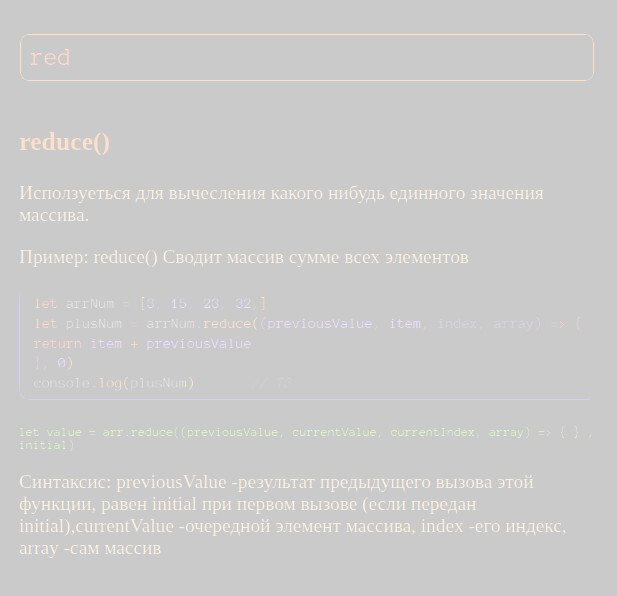 red
reduce()
Исползуеться для вычесления какого нибудь единного значения
массива.
Пример: reduce() Сводит массив сумме всех элементов
let arrNum = [3, 15, 23, 32 ]
let plusNum = arrNum.reduce((previousValue, item, index, array) => {
return item + previousValue
}, 0)
console.log(plusNum)
let value = arr.reduce((previousValue, currentValue, currentIndex, array) => { } ,
initial)
Синтаксис: previousValue -результат предыдущего вызова этой
функции, равен initial при первом вызове (если передан
initial),currentValue -очередной элемент массива, index -его индекс,
array -сам массив